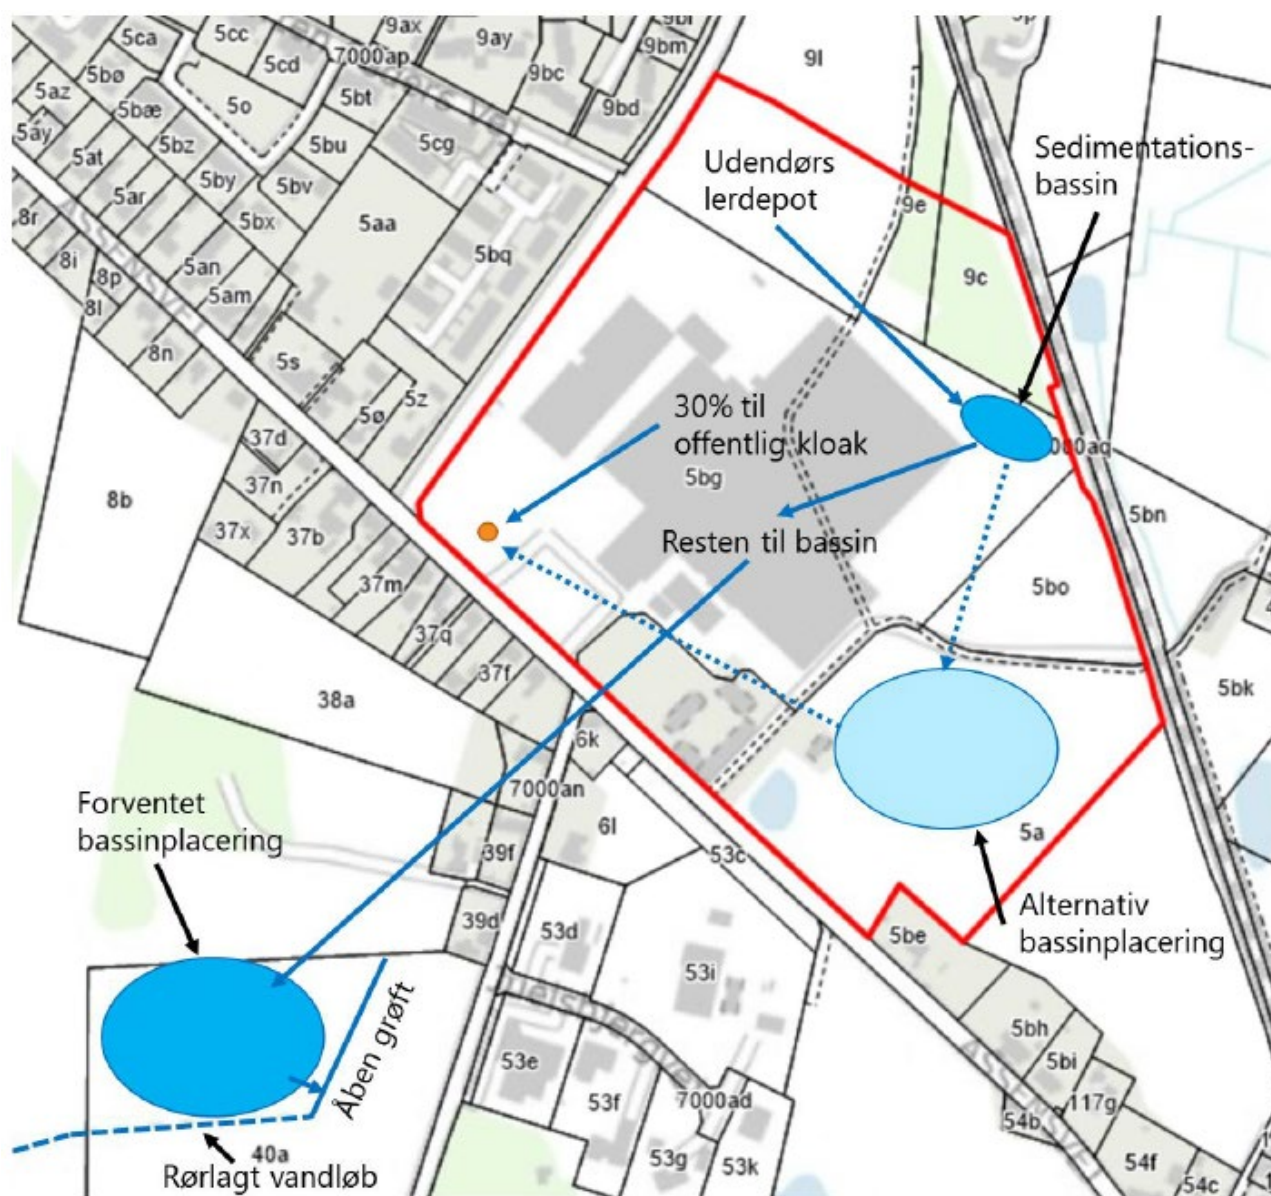 9ax
9ay
9bm
5cc
5ca
5cd
7000ap
9bc
9l
5bø
5bt
9bd
5az
5bæ
5o
5ay
5bz
5bu
5cg
Udendørs
lerdepot
Sedimentations-
bassin
5at
5by
5bv
5ar
5bx
5aa
9e
8r
8i
5an
5bq
9c
8p
5am
8l
ASSENSVEJ
8n
5s
5ø
5z
30% til
offentlig kloak
37d
5bg
8b
37n
5bn
37x
37b
Resten til bassin
37m
5bo
37q
37f
38a
5bk
6k
7000an
Forventet
bassinplacering
6l
39f
53c
5a
39d
53d
5be
Alternativ
bassinplacering
53i
Åben grøft
5bh
53e
5bi
53f
7000ad
117g
ASSENSVEJ
54b
40a
Rørlagt vandløb
53g
53k
54f
54c